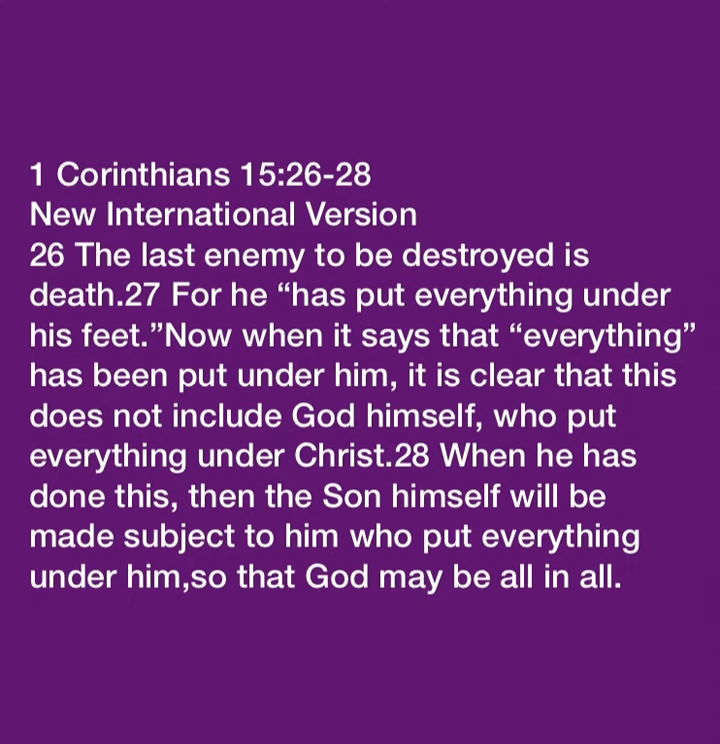 1 Corinthians 15:26-28
New International Version
26 The last enemy to be destroyed is
death.27 For he “has put everything under
his feet.”Now when it says that “everything”
has been put under him, it is clear that this
does not include God himself, who put
everything under Christ.28 When he has
done this, then the Son himself will be
made subject to him who put everything
under him,so that God may be all in all.